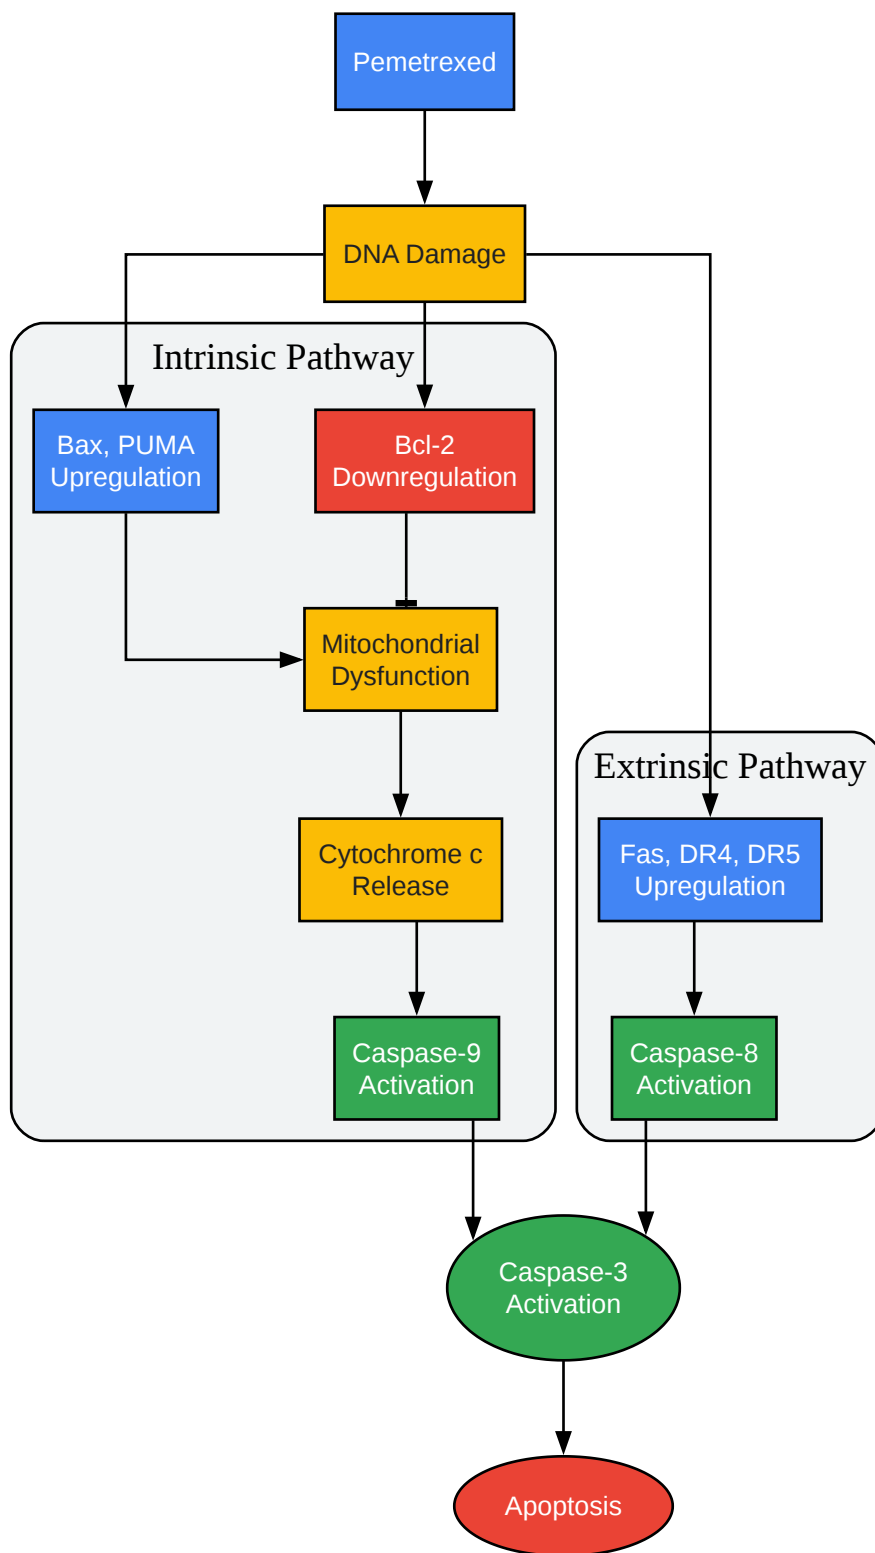 Pemetrexed
DNA Damage
Intrinsic Pathway
Bax, PUMA
Upregulation
Bcl-2
Downregulation
Mitochondrial
Dysfunction
Cytochrome c
Release
Caspase-9
Activation
Extrinsic Pathway
Fas, DR4, DR5
Upregulation
Caspase-8
Activation
Caspase-3
Activation
Apoptosis